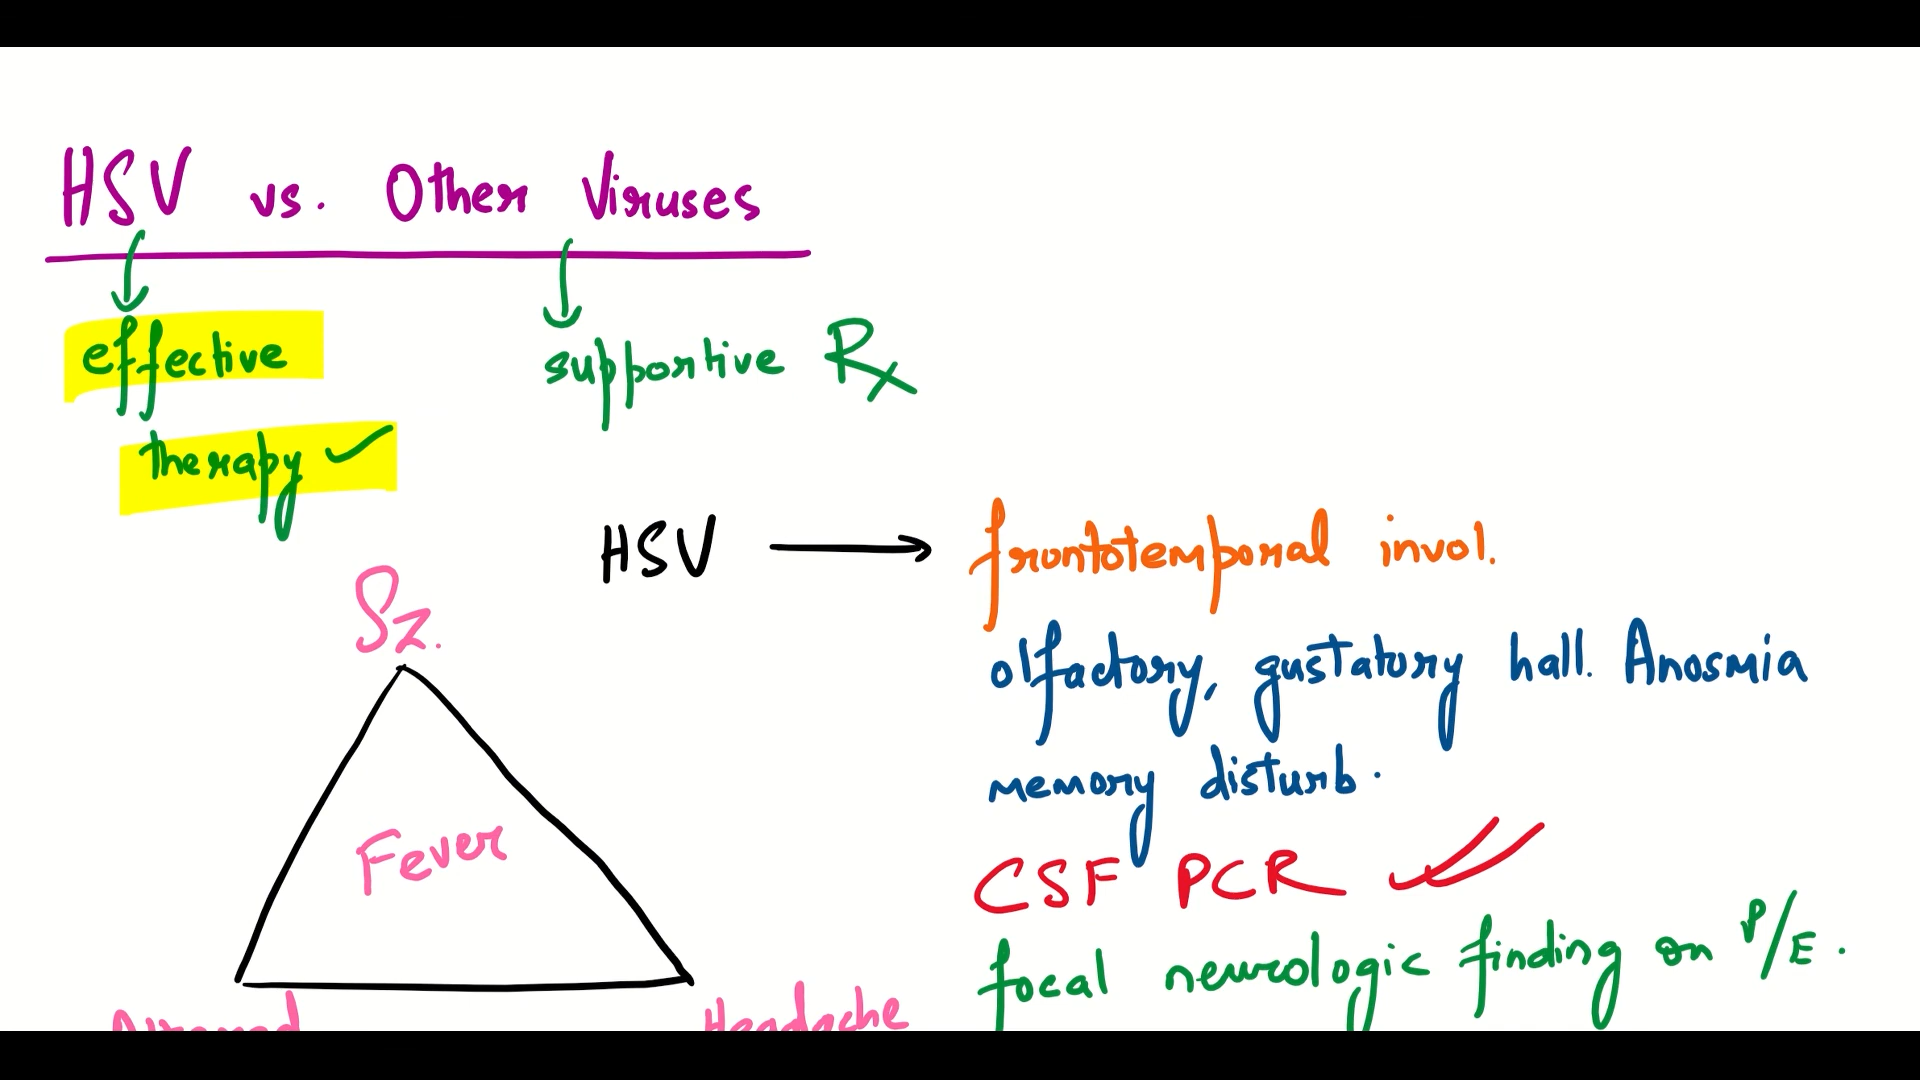 HSV vs. Other Viruses
effective
therapy
supportive Rx
HSV → frontotemporal invol.
olfactory, gustatory hall. Anosmia
memory disturb.
CSF PCR
focal neurologic finding on P/E.
Sz.
Fever
Headache